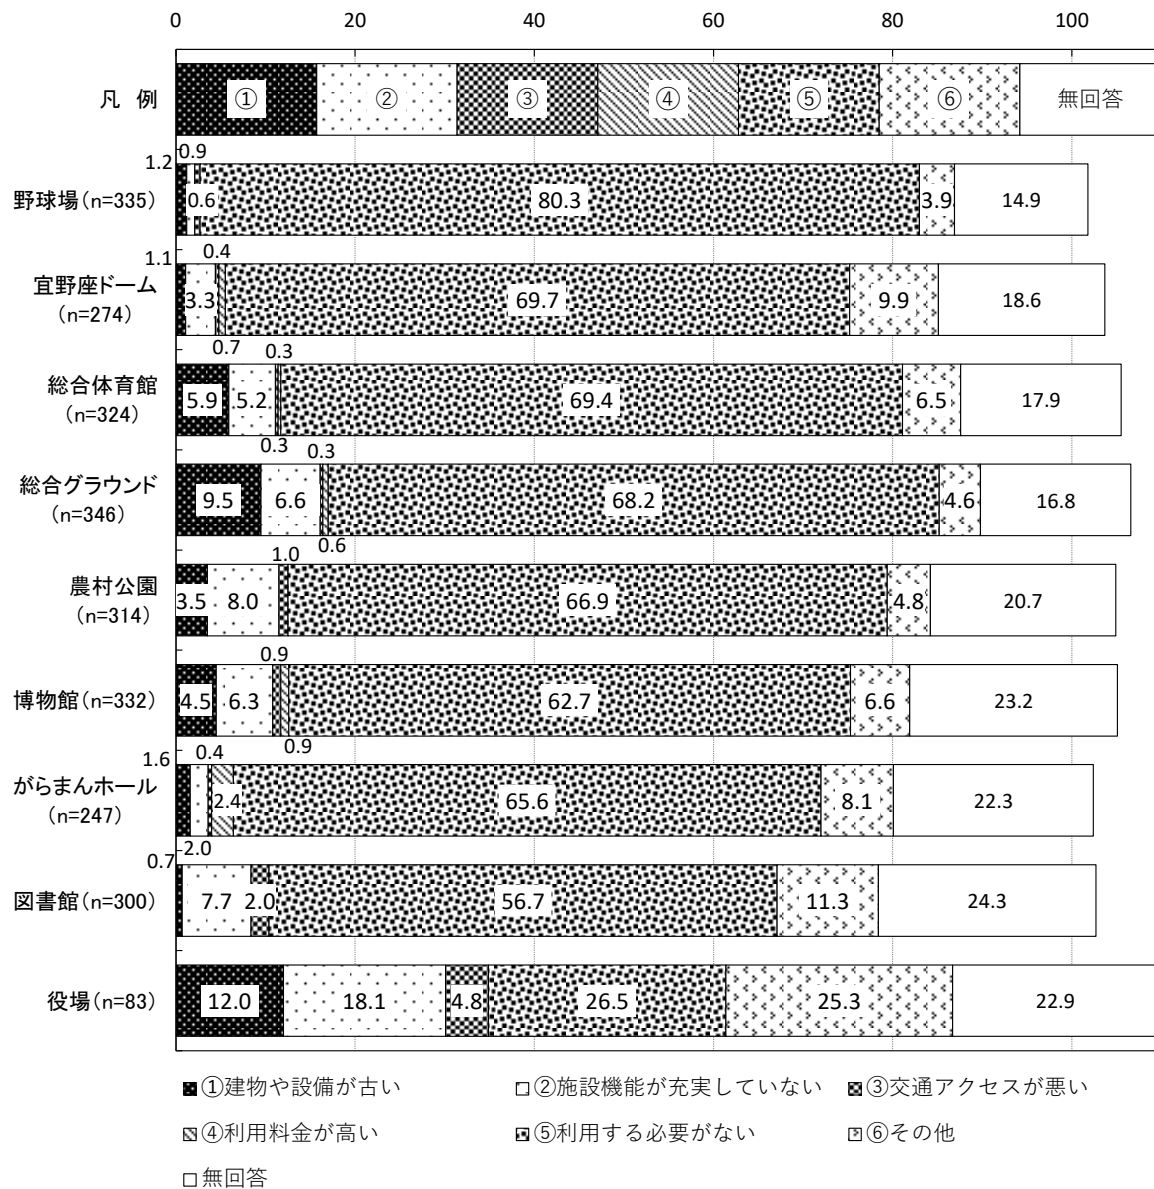 0 20 40 60 80 100
凡 例 ① ② ③ ④ ⑤ ⑥ 無回答
1.2 0.9
野球場(n=335) 0.6 80.3 3.9 14.9
1.1 0.4
宜野座ドーム
(n=274)
3.3 69.7 9.9 18.6
0.7 0.3
総合体育館
(n=324)
5.9 5.2 69.4 6.5 17.9
0.3 0.3
総合グラウンド
(n=346)
9.5 6.6 68.2 4.6 16.8
1.0 0.6
農村公園
(n=314)
3.5 8.0 66.9 4.8 20.7
0.9
博物館(n=332) 4.5 6.3 62.7 6.6 23.2
1.6 0.4 0.9
がらまんホール
(n=247)
2.4 65.6 8.1 22.3
0.7 2.0
図書館(n=300) 7.7 2.0 56.7 11.3 24.3
役場(n=83) 12.0 18.1 4.8 26.5 25.3 22.9
①建物や設備が古い ②施設機能が充実していない ③交通アクセスが悪い
④利用料金が高い ⑤利用する必要がない ⑥その他
無回答